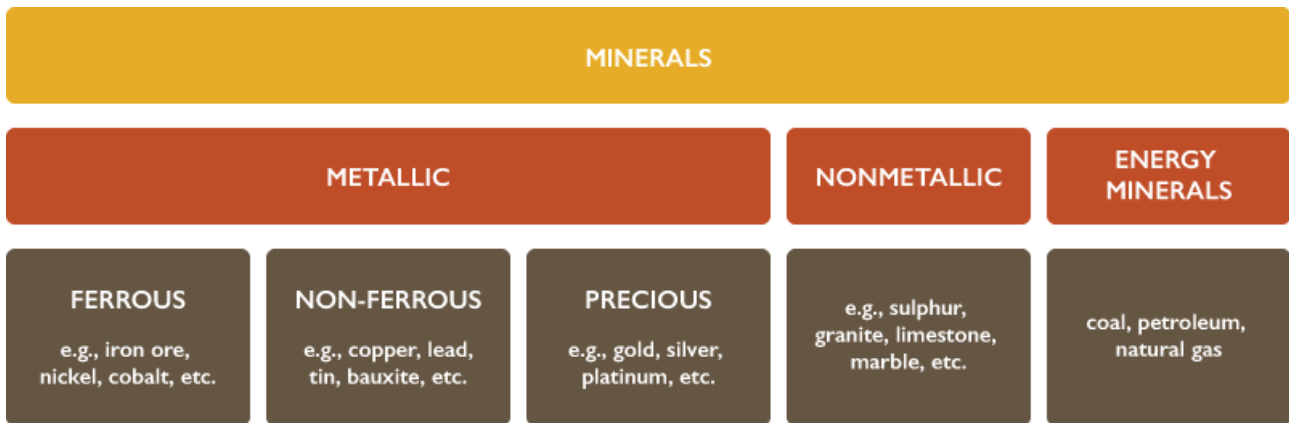 MINERALS
METALLIC
NONMETALLIC
ENERGY
MINERALS
FERROUS
e.g., iron ore,
nickel, cobalt, etc.
NON-FERROUS
e.g., copper, lead,
tin, bauxite, etc.
PRECIOUS
e.g., gold, silver,
platinum, etc.
e.g., sulphur,
granite, limestone,
marble, etc.
coal, petroleum,
natural gas